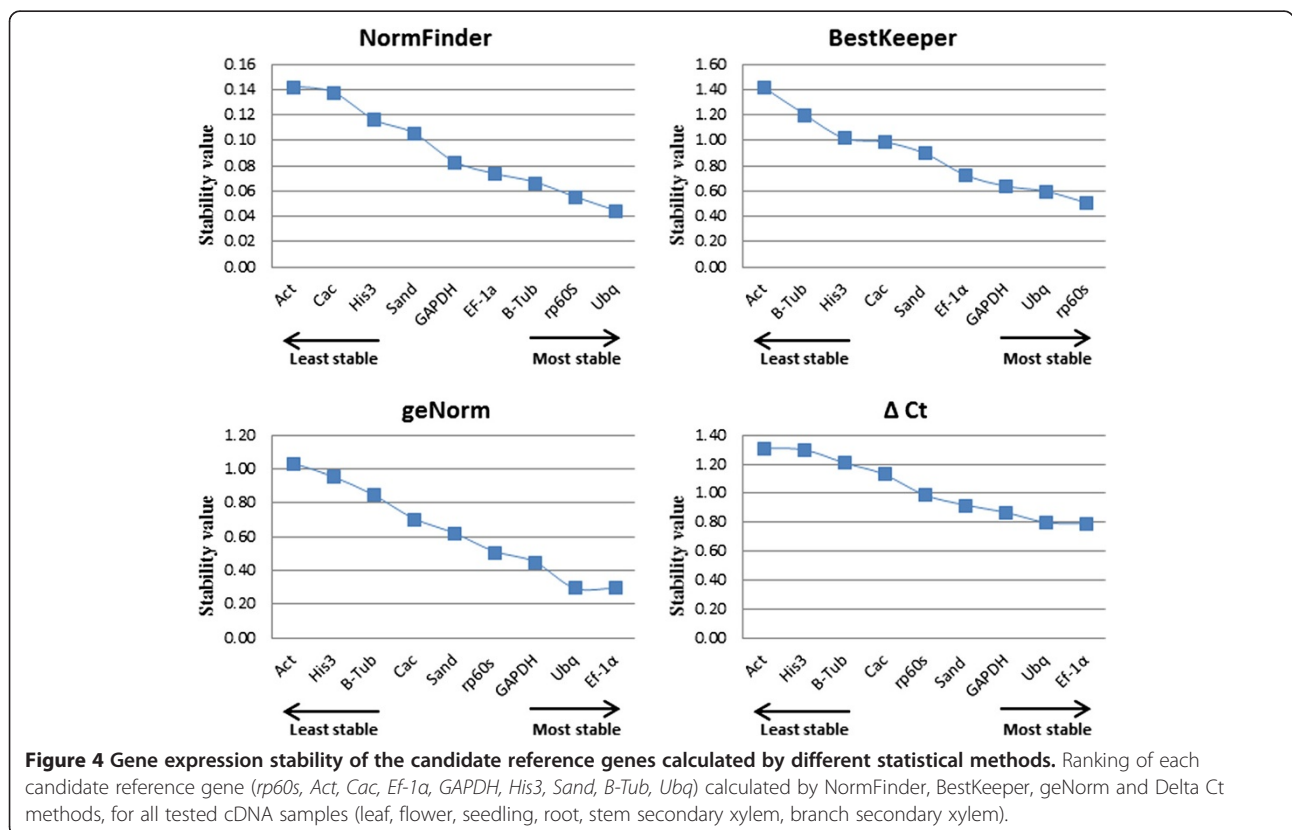 NormFinder
Stability value
0.16
0.14
0.12
0.10
0.08
0.06
0.04
0.02
0.00
Act Cac His3 Sand GAPDH EF-1a B-Tub rp60s Ubq
Least stable Most stable
BestKeeper
Stability value
1.60
1.40
1.20
1.00
0.80
0.60
0.40
0.20
0.00
Act B-Tub His3 Cac Sand Ef-1α GAPDH Ubq rp60s
Least stable Most stable
geNorm
Stability value
1.20
1.00
0.80
0.60
0.40
0.20
0.00
Act His3 B-Tub Cac Sand rp60s GAPDH Ubq Ef-1α
Least stable Most stable
Δ Ct
Stability value
1.40
1.20
1.00
0.80
0.60
0.40
0.20
0.00
Act His3 B-Tub Cac rp60s Sand GAPDH Ubq Ef-1α
Least stable Most stable
Figure 4 Gene expression stability of the candidate reference genes calculated by different statistical methods. Ranking of each
candidate reference gene (rp60s, Act, Cac, Ef-1α, GAPDH, His3, Sand, B-Tub, Ubq) calculated by NormFinder, BestKeeper, geNorm and Delta Ct
methods, for all tested cDNA samples (leaf, flower, seedling, root, stem secondary xylem, branch secondary xylem).